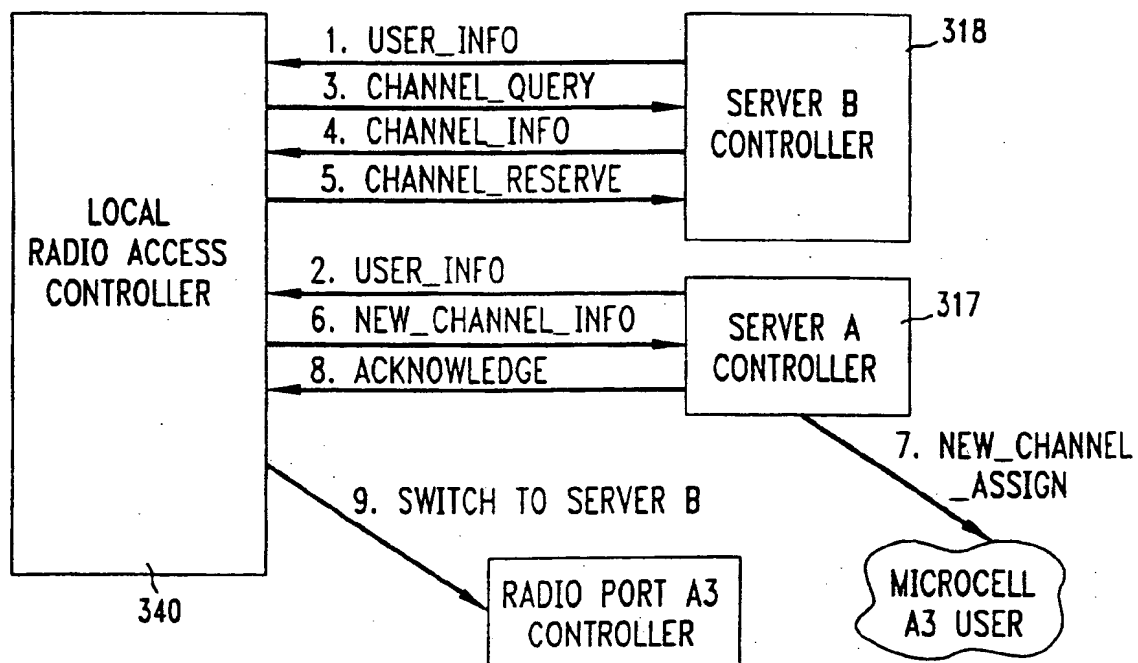 1. USER_INFO
3. CHANNEL_QUERY
4. CHANNEL_INFO
5. CHANNEL_RESERVE
318
SERVER B
CONTROLLER
LOCAL
RADIO ACCESS
CONTROLLER
2. USER_INFO
6. NEW_CHANNEL_INFO
8. ACKNOWLEDGE
317
SERVER A
CONTROLLER
7. NEW_CHANNEL
_ASSIGN
9. SWITCH TO SERVER B
340
RADIO PORT A3
CONTROLLER
MICROCELL
A3 USER